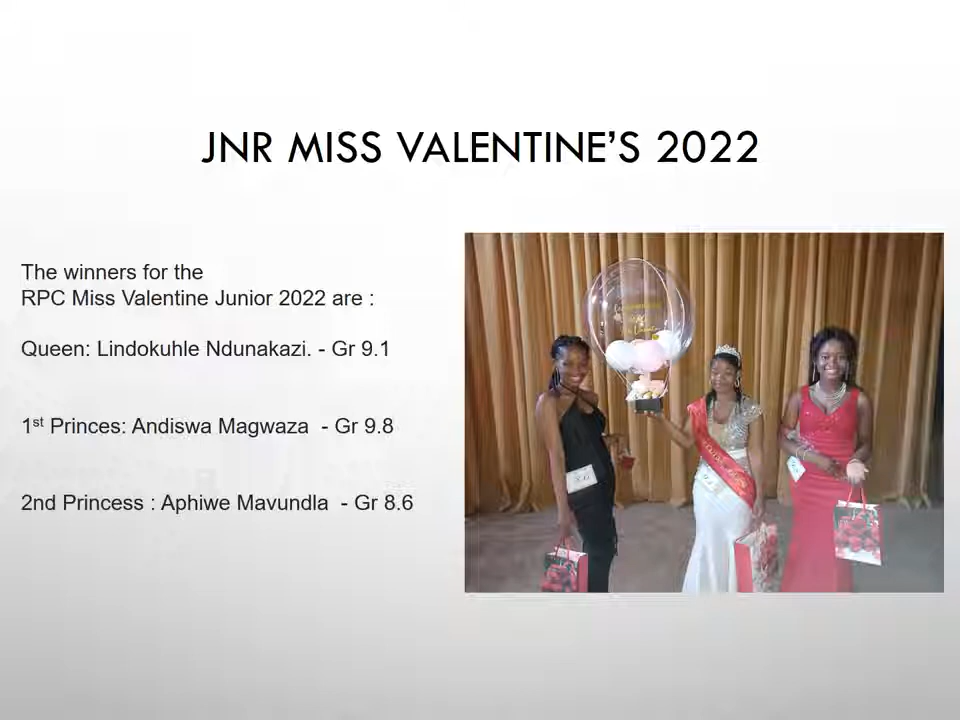 JNR MISS VALENTINE’S 2022
The winners for the
RPC Miss Valentine Junior 2022 are :
Queen: Lindokuhle Ndunakazi. - Gr 9.1
1st Princes: Andiswa Magwaza - Gr 9.8
2nd Princess : Aphiwe Mavundla - Gr 8.6